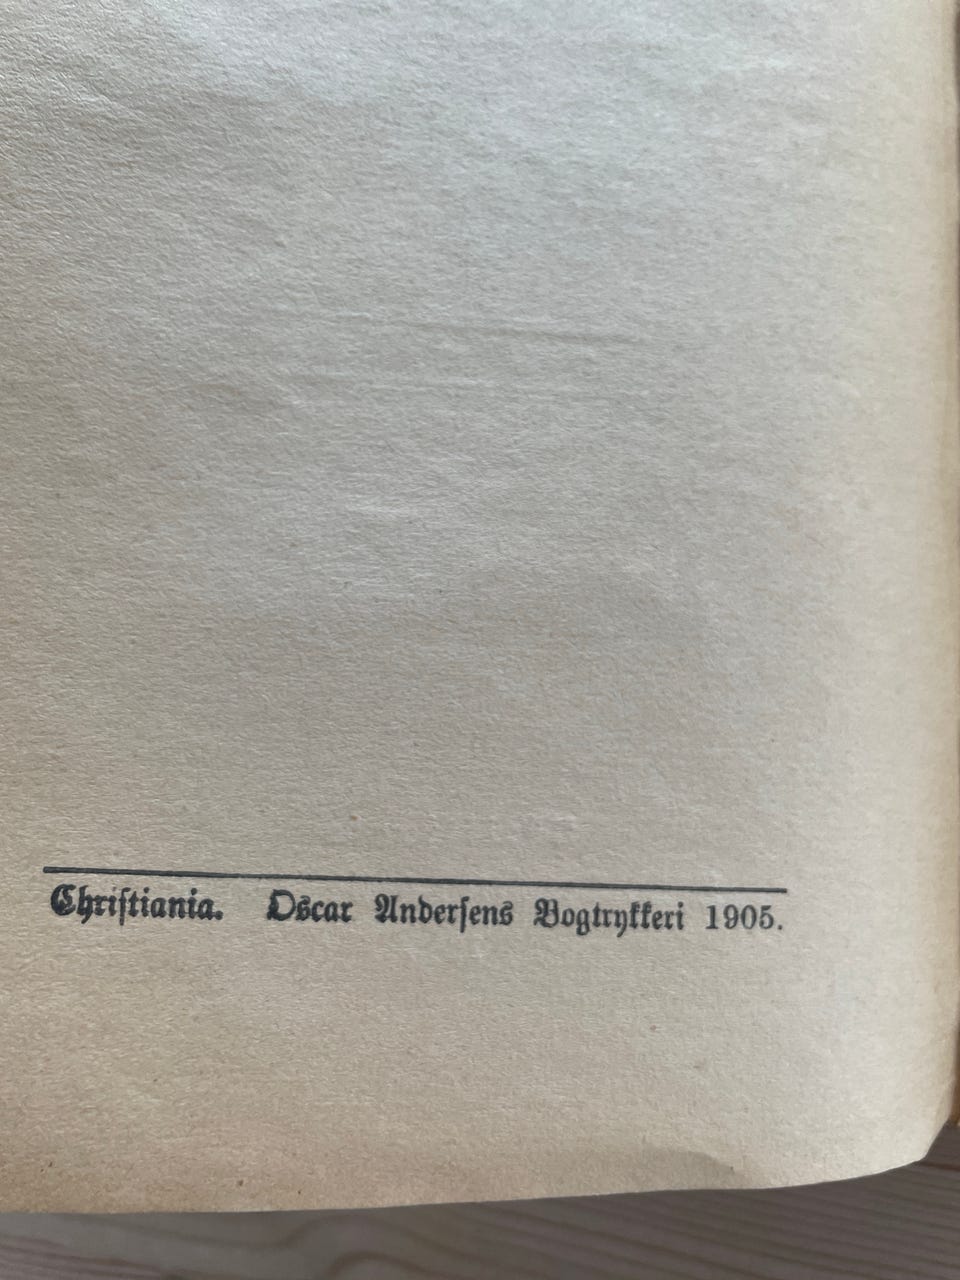 Chriſtiania. Oscar Anderſens Bogtrykkeri 1905.